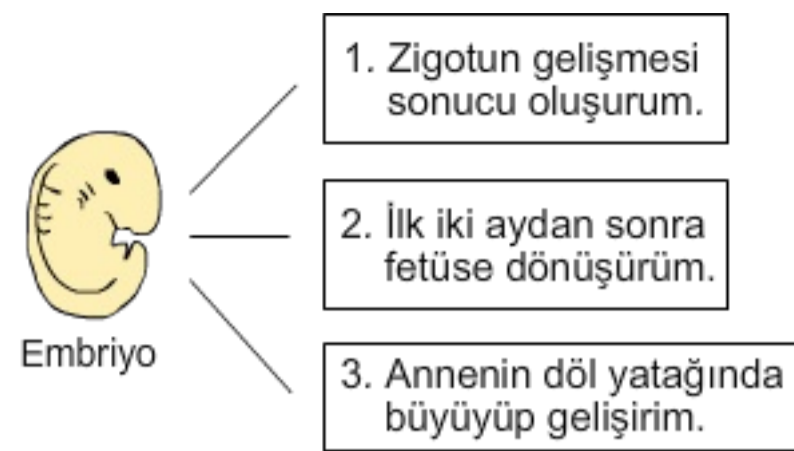 1. Zigotun gelişmesi
sonucu oluşurum.
2. İlk iki aydan sonra
fetüse dönüşürüm.
Embriyo
3. Annenin döl yatağında
büyüyüp gelişirim.